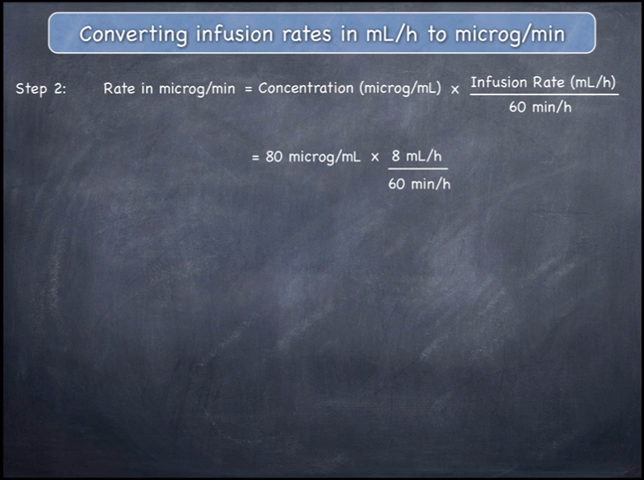 Converting infusion rates in mL/h to microg/min
Step 2: Rate in microg/min = Concentration (microg/mL) x Infusion Rate (mL/h)
60 min/h
= 80 microg/mL x 8 mL/h
60 min/h